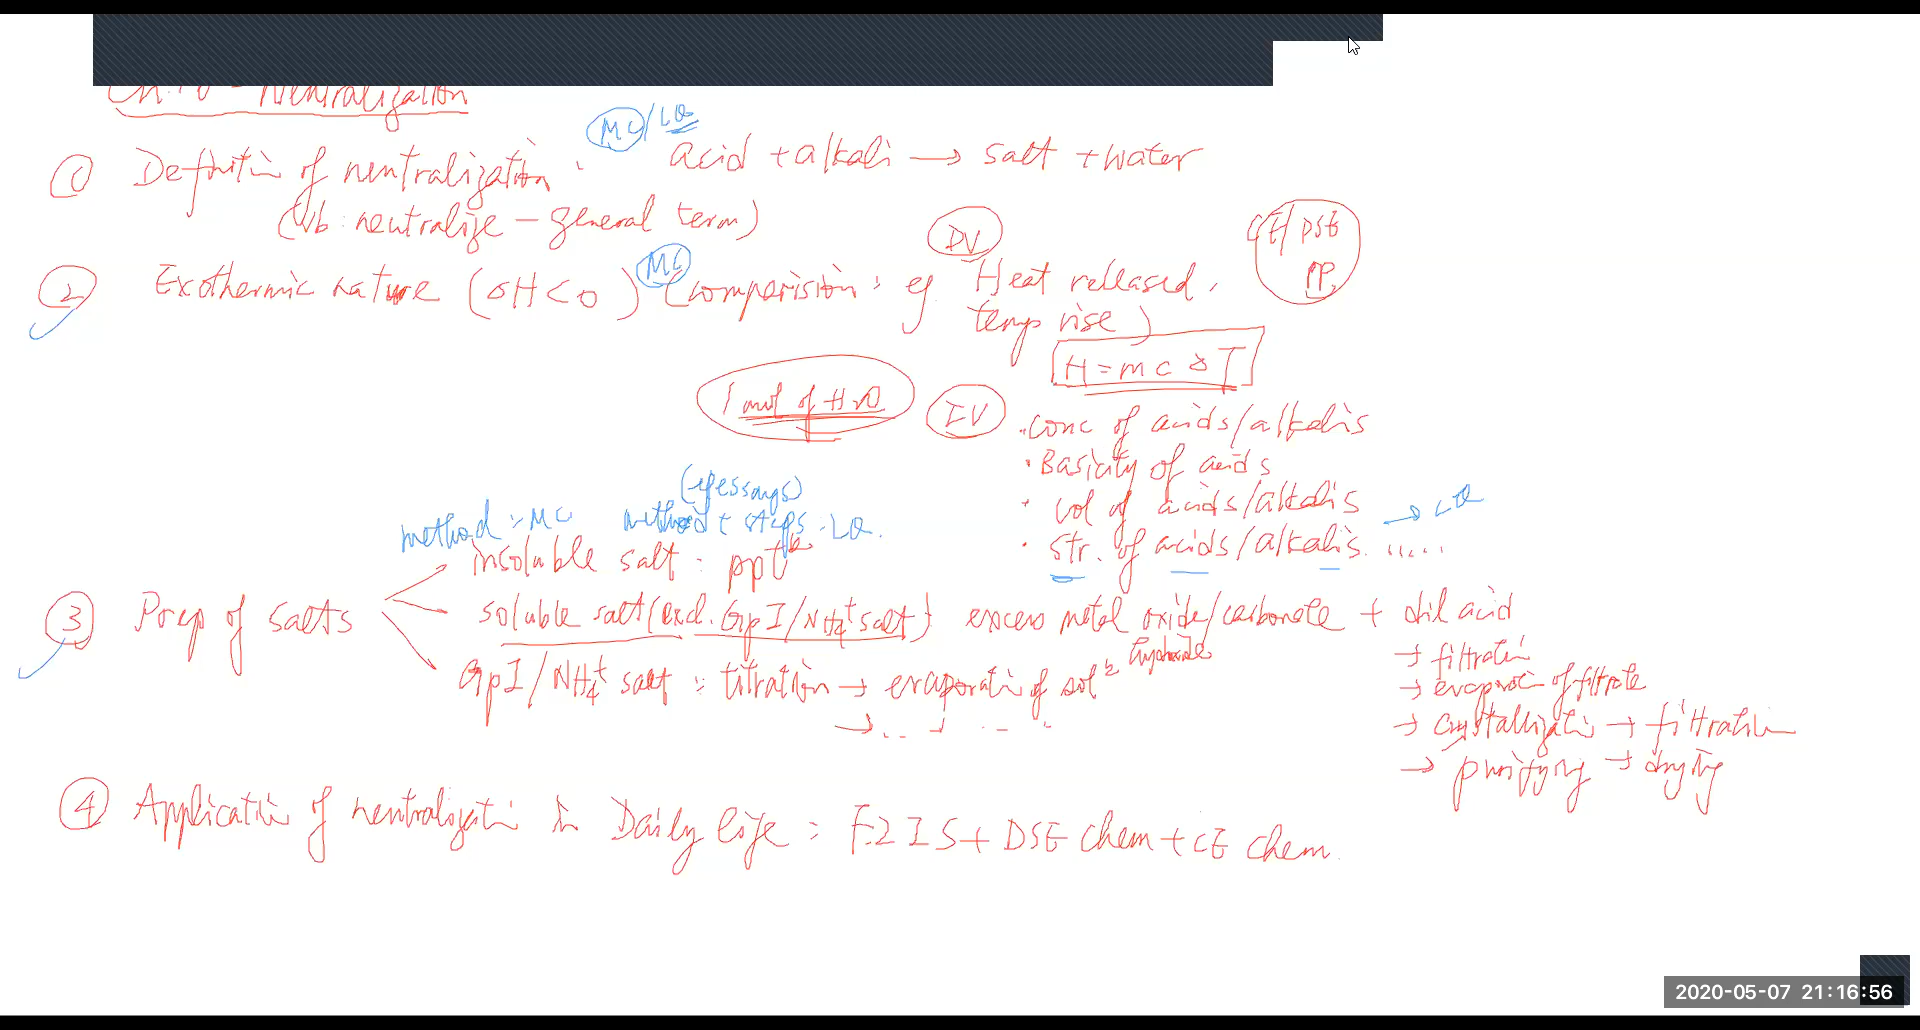 Ch.18 - Neutralization
MC/LQ
① Definition of neutralization : acid + alkali → salt + water
(Vb : neutralize - general term)
② Exothermic nature (ΔH<0) MC (comparision : eg DV Heat released, temp rise)
CE/DSE PP.
H = mcΔT
1 mol of H2O
IV
· conc of acids/alkalis
· Basicity of acids
· vol of acids/alkalis
· str. of acids/alkalis ..... → LQ
method : MC method + steps : LQ. (eg essays)
③ Prep of salts
insoluble salt : pptn
soluble salt (excl. Gp I/NH4+ salt) excess metal oxide/carbonate + dil acid
hydroxide
→ filtration
→ evaporation of filtrate
→ crystallization → filtration
→ purifying → drying
Gp I/NH4+ salt : titration → evaporation of soln
→ ..
④ Application of neutralization in Daily life : F.2 IS + DSE chem + CE chem.
2020-05-07 21:16:56